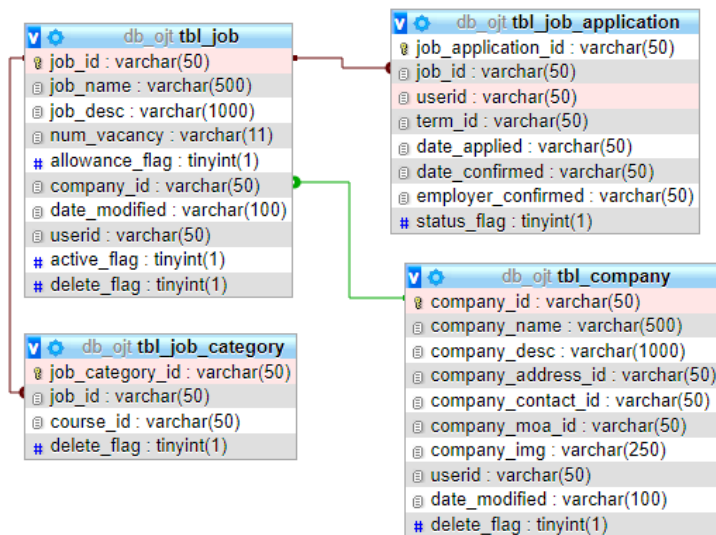 db_ojt tbl_job
job_id : varchar(50)
job_name : varchar(500)
job_desc : varchar(1000)
num_vacancy : varchar(11)
# allowance_flag : tinyint(1)
company_id : varchar(50)
date_modified : varchar(100)
userid : varchar(50)
# active_flag : tinyint(1)
# delete_flag : tinyint(1)
db_ojt tbl_job_application
job_application_id : varchar(50)
job_id : varchar(50)
userid : varchar(50)
term_id : varchar(50)
date_applied : varchar(50)
date_confirmed : varchar(50)
employer_confirmed : varchar(50)
# status_flag : tinyint(1)
db_ojt tbl_job_category
job_category_id : varchar(50)
job_id : varchar(50)
course_id : varchar(50)
# delete_flag : tinyint(1)
db_ojt tbl_company
company_id : varchar(50)
company_name : varchar(500)
company_desc : varchar(1000)
company_address_id : varchar(50)
company_contact_id : varchar(50)
company_moa_id : varchar(50)
company_img : varchar(250)
userid : varchar(50)
date_modified : varchar(100)
# delete_flag : tinyint(1)